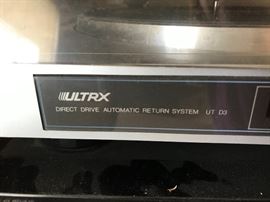 ULTRX
DIRECT DRIVE AUTOMATIC RETURN SYSTEM UT D3